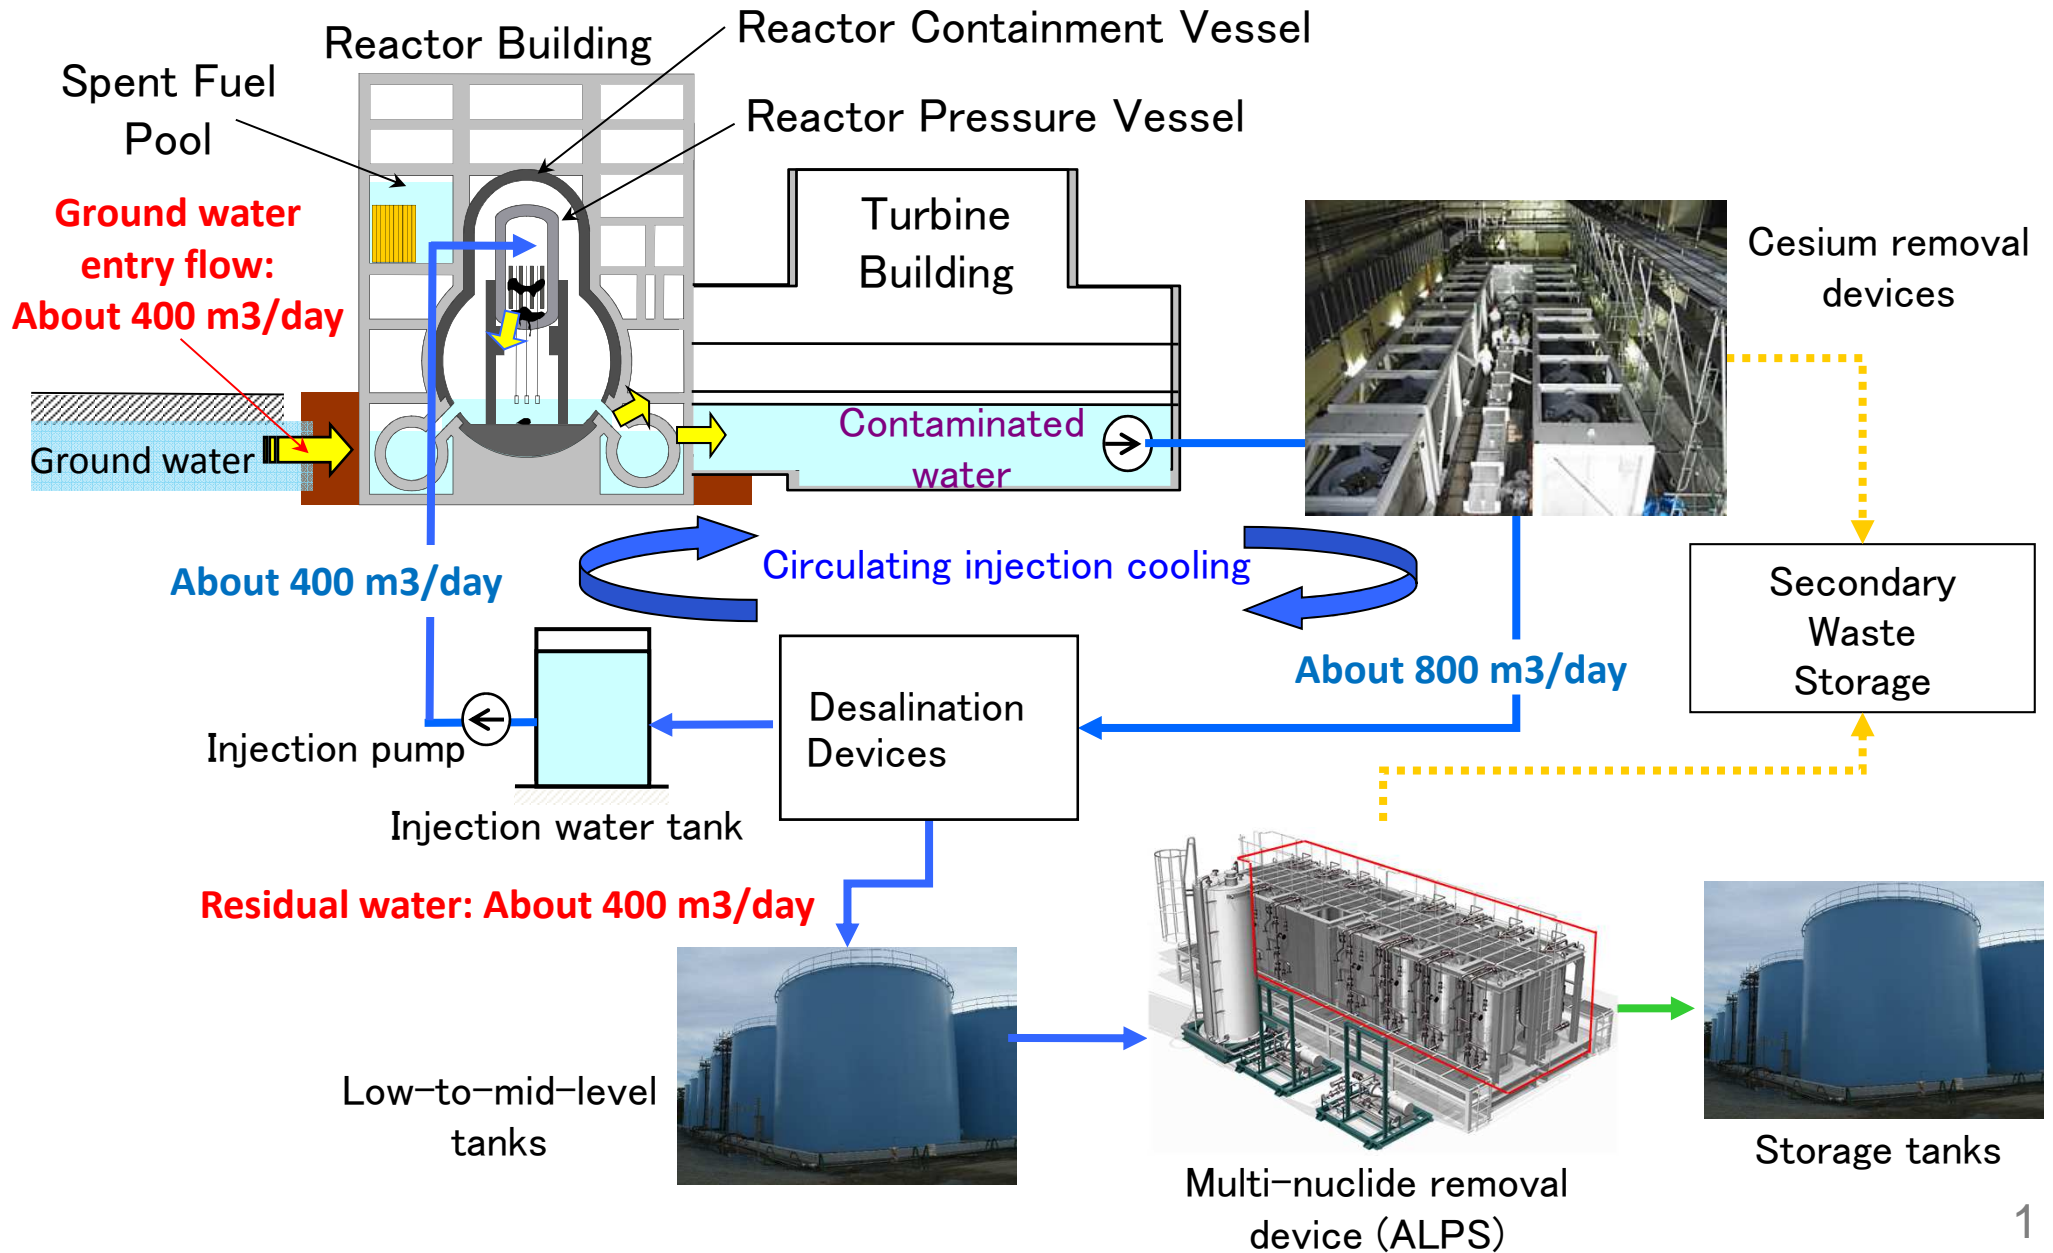 Reactor Building
Reactor Containment Vessel
Spent Fuel
Pool
Reactor Pressure Vessel
Ground water
entry flow:
About 400 m3/day
Turbine
Building
Cesium removal
devices
Ground water
Contaminated
water
About 400 m3/day
Circulating injection cooling
Secondary
Waste
Storage
About 800 m3/day
Desalination
Devices
Injection pump
Injection water tank
Residual water: About 400 m3/day
Low-to-mid-level
tanks
Multi-nuclide removal
device (ALPS)
Storage tanks
1